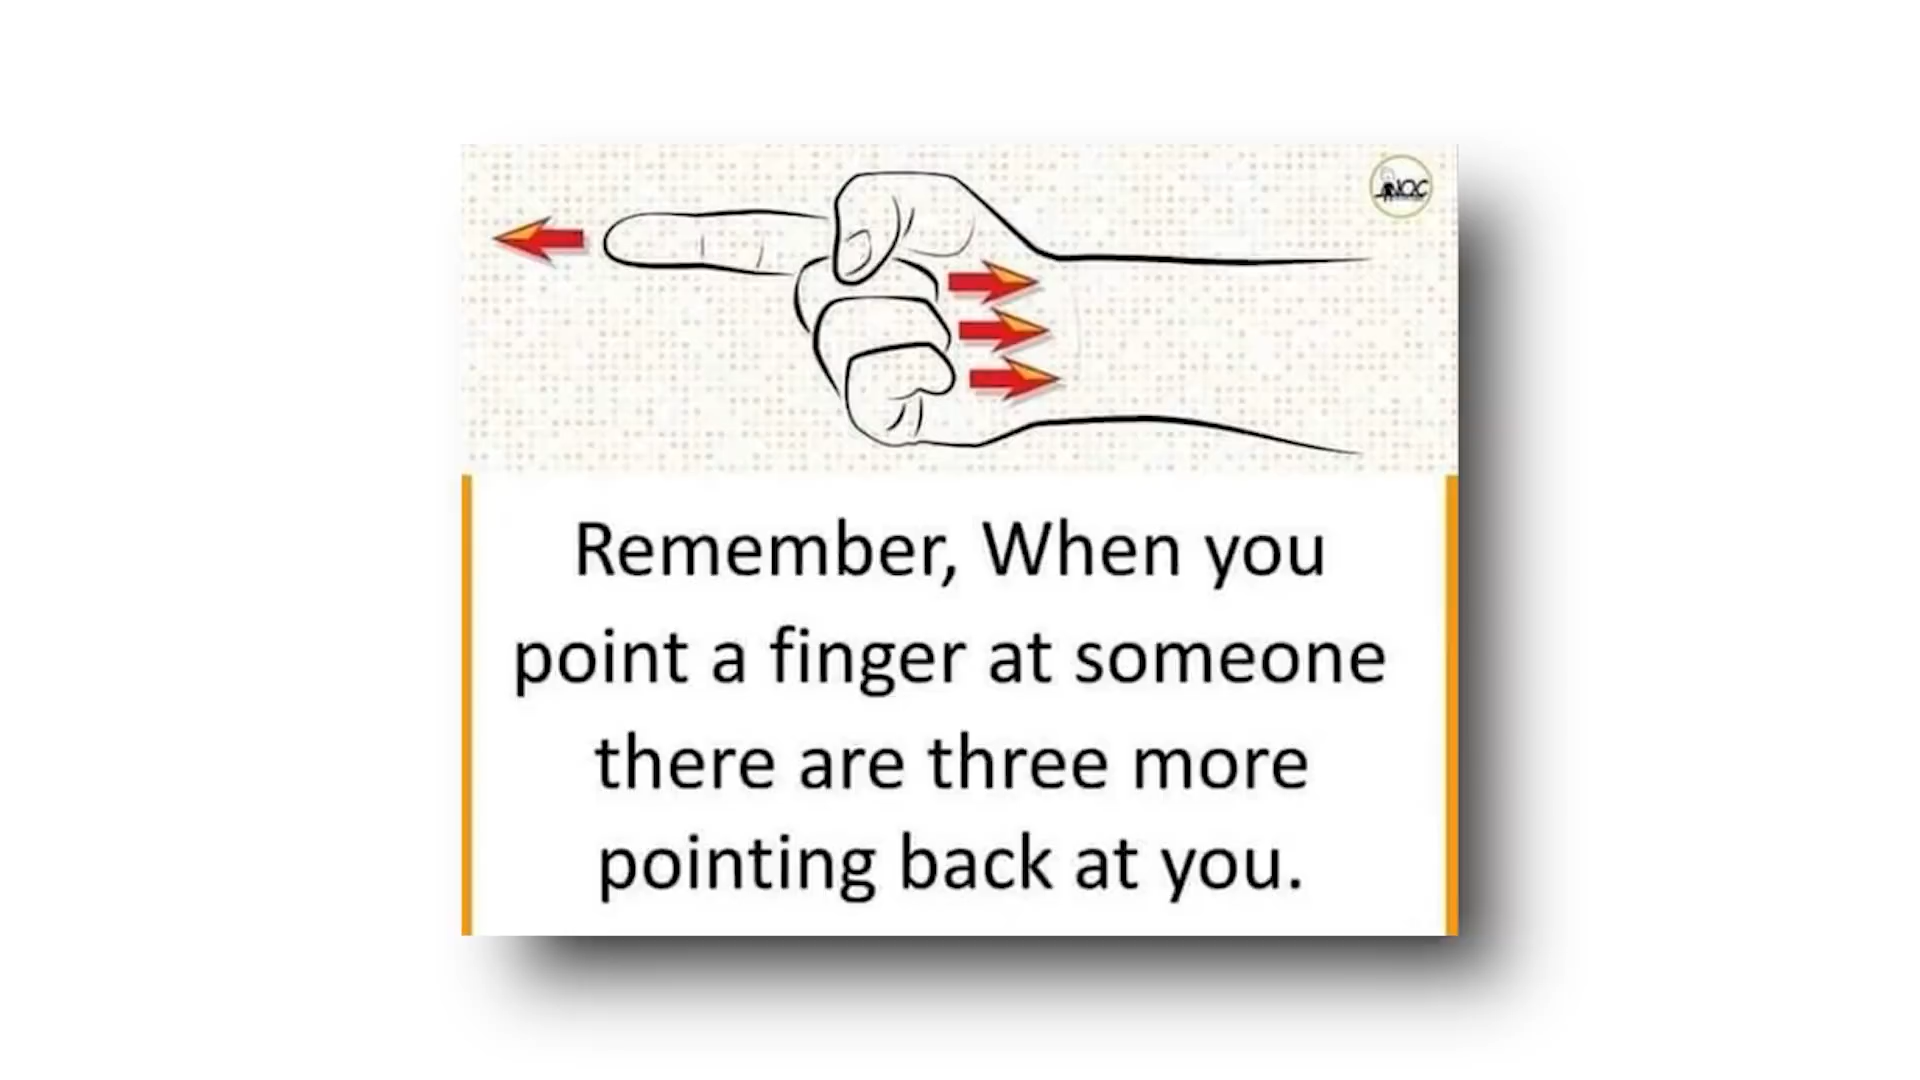 Remember, When you
point a finger at someone
there are three more
pointing back at you.